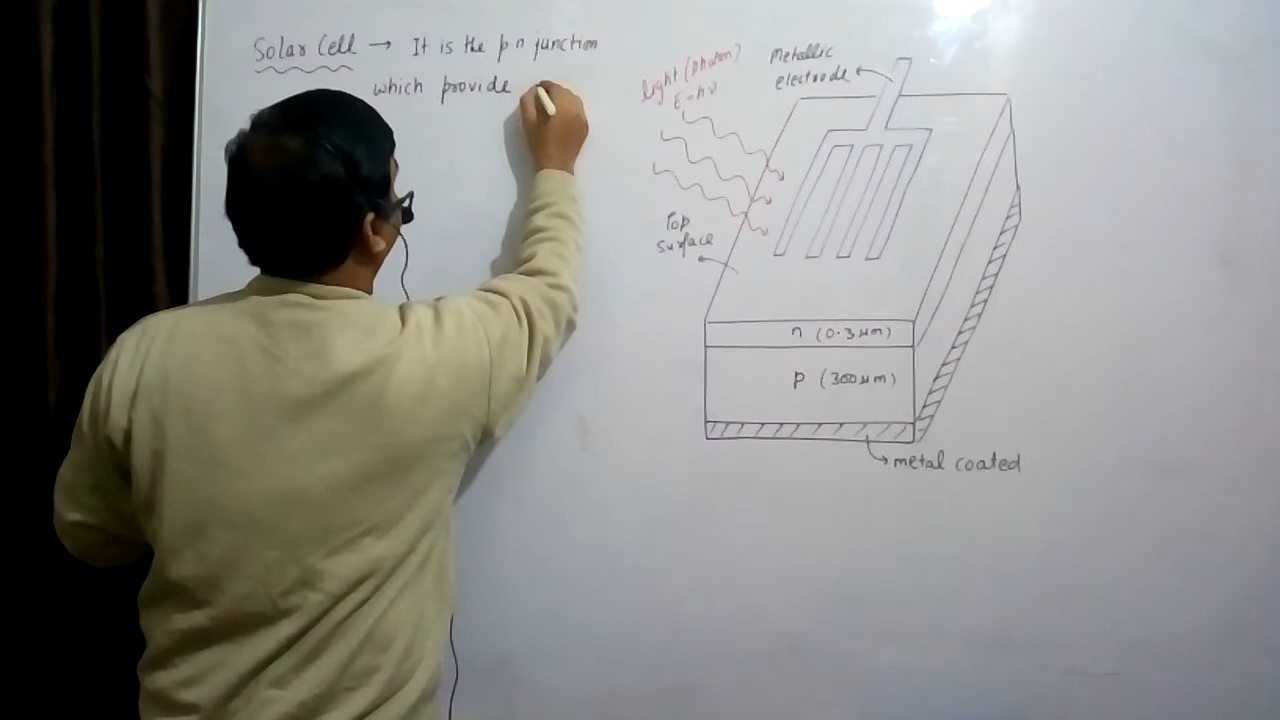 Solar Cell → It is the p n junction
which provide
light (photon)
E=hν
Metallic
electrode
Top
surface
n (0.3 μm)
p (300 μm)
metal coated